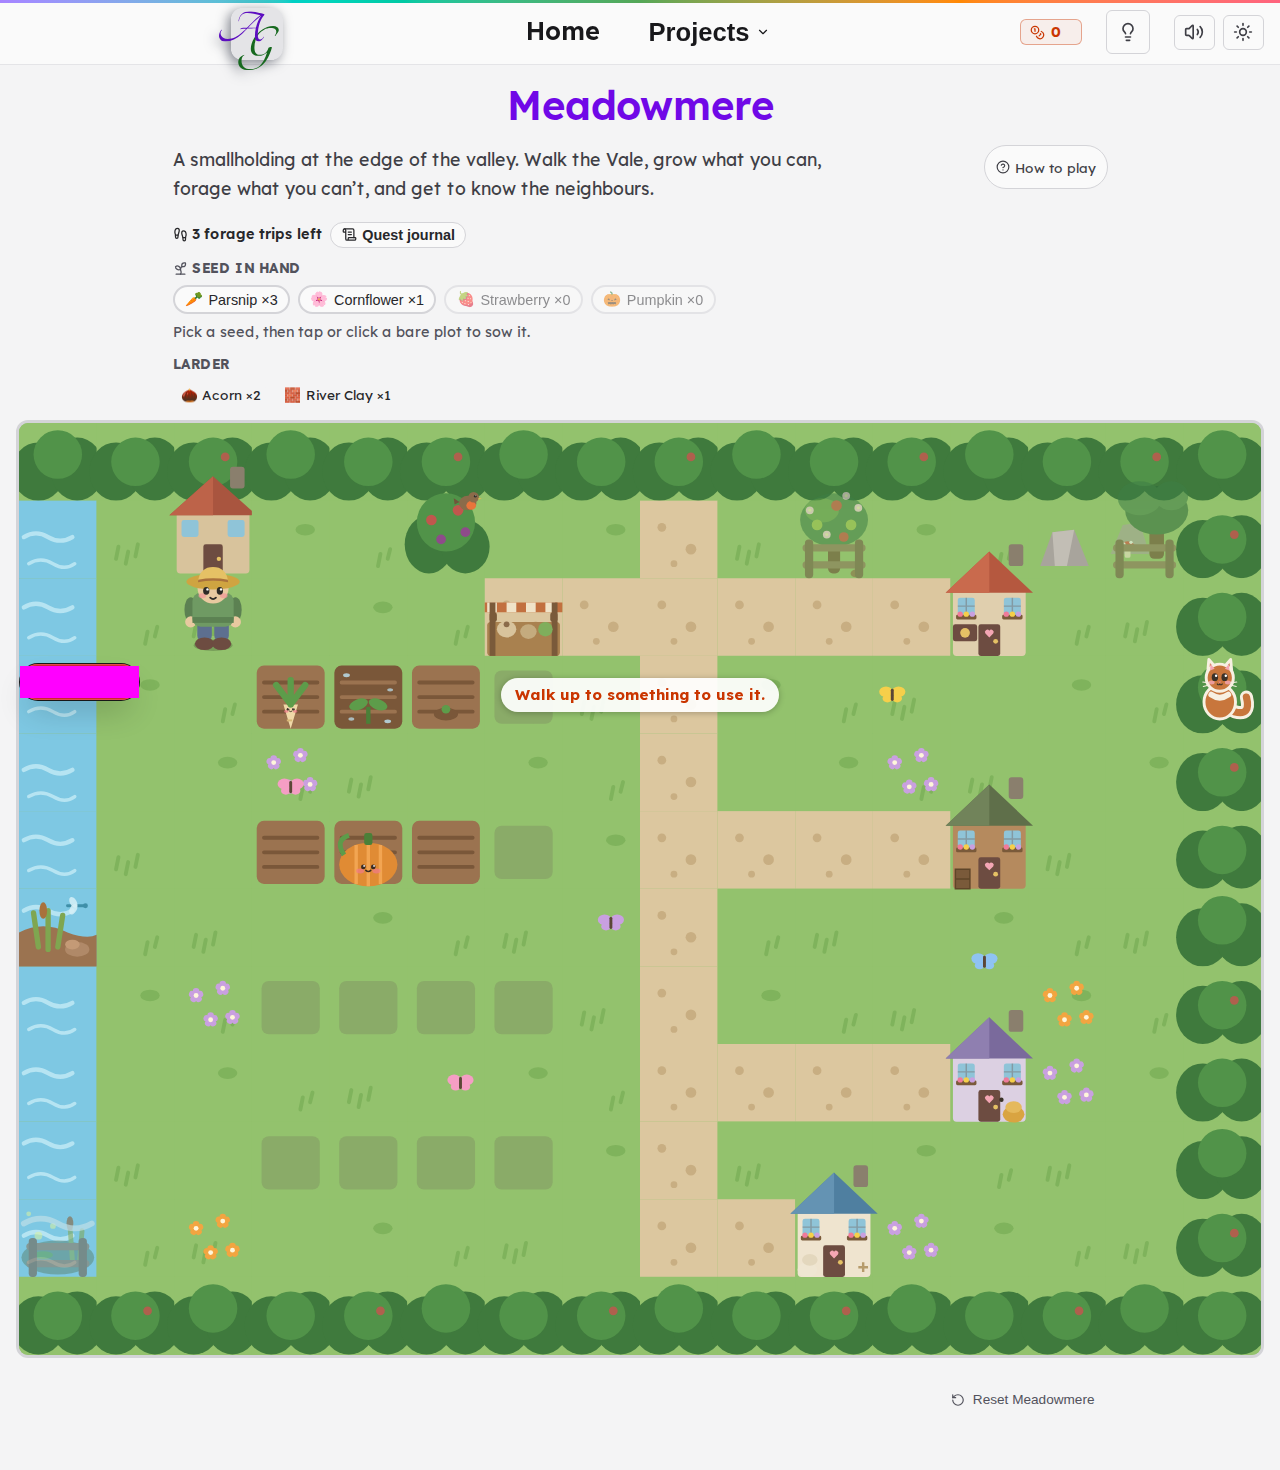 AG
Home
Projects
0
Meadowmere
A smallholding at the edge of the valley. Walk the Vale, grow what you can,
forage what you can’t, and get to know the neighbours.
How to play
3 forage trips left
Quest journal
SEED IN HAND
Parsnip ×3
Cornflower ×1
Strawberry ×0
Pumpkin ×0
Pick a seed, then tap or click a bare plot to sow it.
LARDER
Acorn ×2
River Clay ×1
Walk up to something to use it.
Reset Meadowmere